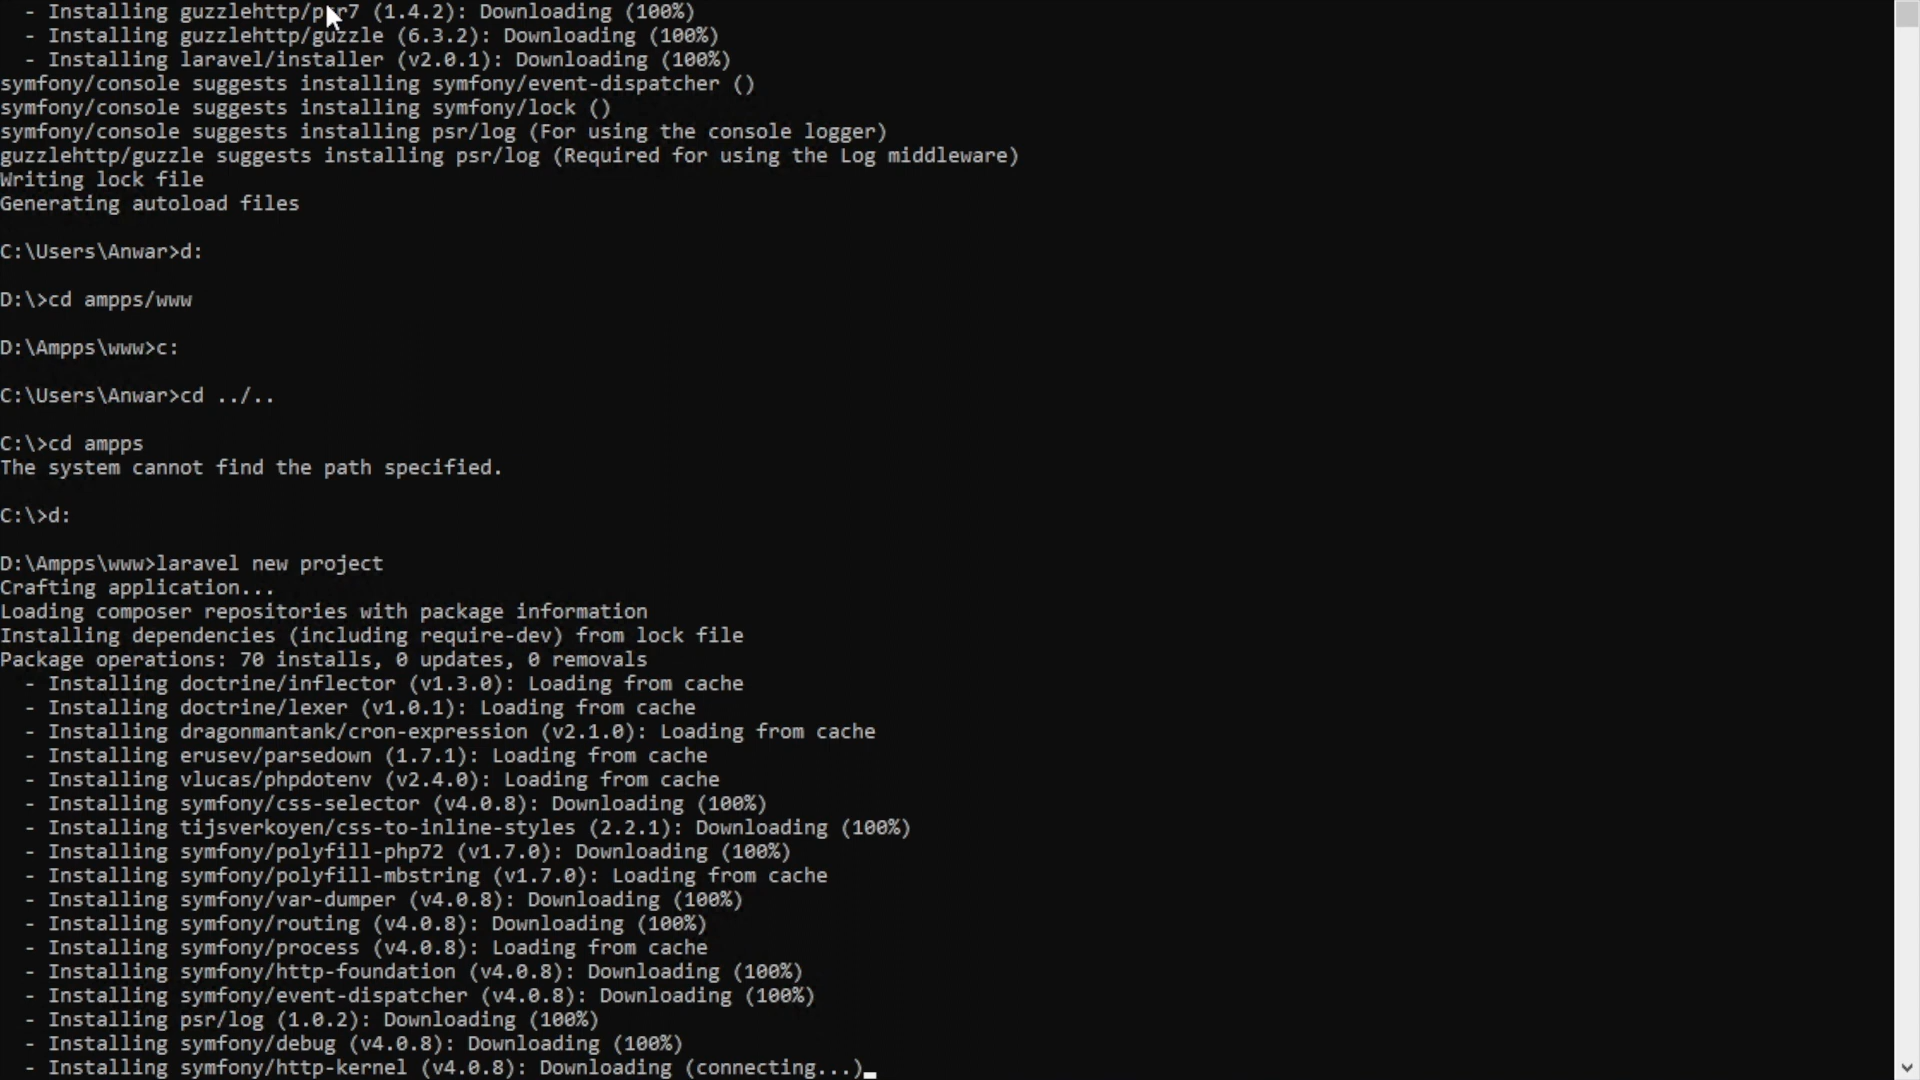 - Installing guzzlehttp/psr7 (1.4.2): Downloading (100%)
- Installing guzzlehttp/guzzle (6.3.2): Downloading (100%)
- Installing laravel/installer (v2.0.1): Downloading (100%)
symfony/console suggests installing symfony/event-dispatcher ()
symfony/console suggests installing symfony/lock ()
symfony/console suggests installing psr/log (For using the console logger)
guzzlehttp/guzzle suggests installing psr/log (Required for using the Log middleware)
Writing lock file
Generating autoload files
C:\Users\Anwar>d:
D:\>cd ampps/www
D:\Ampps\www>c:
C:\Users\Anwar>cd ../..
C:\>cd ampps
The system cannot find the path specified.
C:\>d:
D:\Ampps\www>laravel new project
Crafting application...
Loading composer repositories with package information
Installing dependencies (including require-dev) from lock file
Package operations: 70 installs, 0 updates, 0 removals
- Installing doctrine/inflector (v1.3.0): Loading from cache
- Installing doctrine/lexer (v1.0.1): Loading from cache
- Installing dragonmantank/cron-expression (v2.1.0): Loading from cache
- Installing erusev/parsedown (1.7.1): Loading from cache
- Installing vlucas/phpdotenv (v2.4.0): Loading from cache
- Installing symfony/css-selector (v4.0.8): Downloading (100%)
- Installing tijsverkoyen/css-to-inline-styles (2.2.1): Downloading (100%)
- Installing symfony/polyfill-php72 (v1.7.0): Downloading (100%)
- Installing symfony/polyfill-mbstring (v1.7.0): Loading from cache
- Installing symfony/var-dumper (v4.0.8): Downloading (100%)
- Installing symfony/routing (v4.0.8): Downloading (100%)
- Installing symfony/process (v4.0.8): Loading from cache
- Installing symfony/http-foundation (v4.0.8): Downloading (100%)
- Installing symfony/event-dispatcher (v4.0.8): Downloading (100%)
- Installing psr/log (1.0.2): Downloading (100%)
- Installing symfony/debug (v4.0.8): Downloading (100%)
- Installing symfony/http-kernel (v4.0.8): Downloading (connecting...)